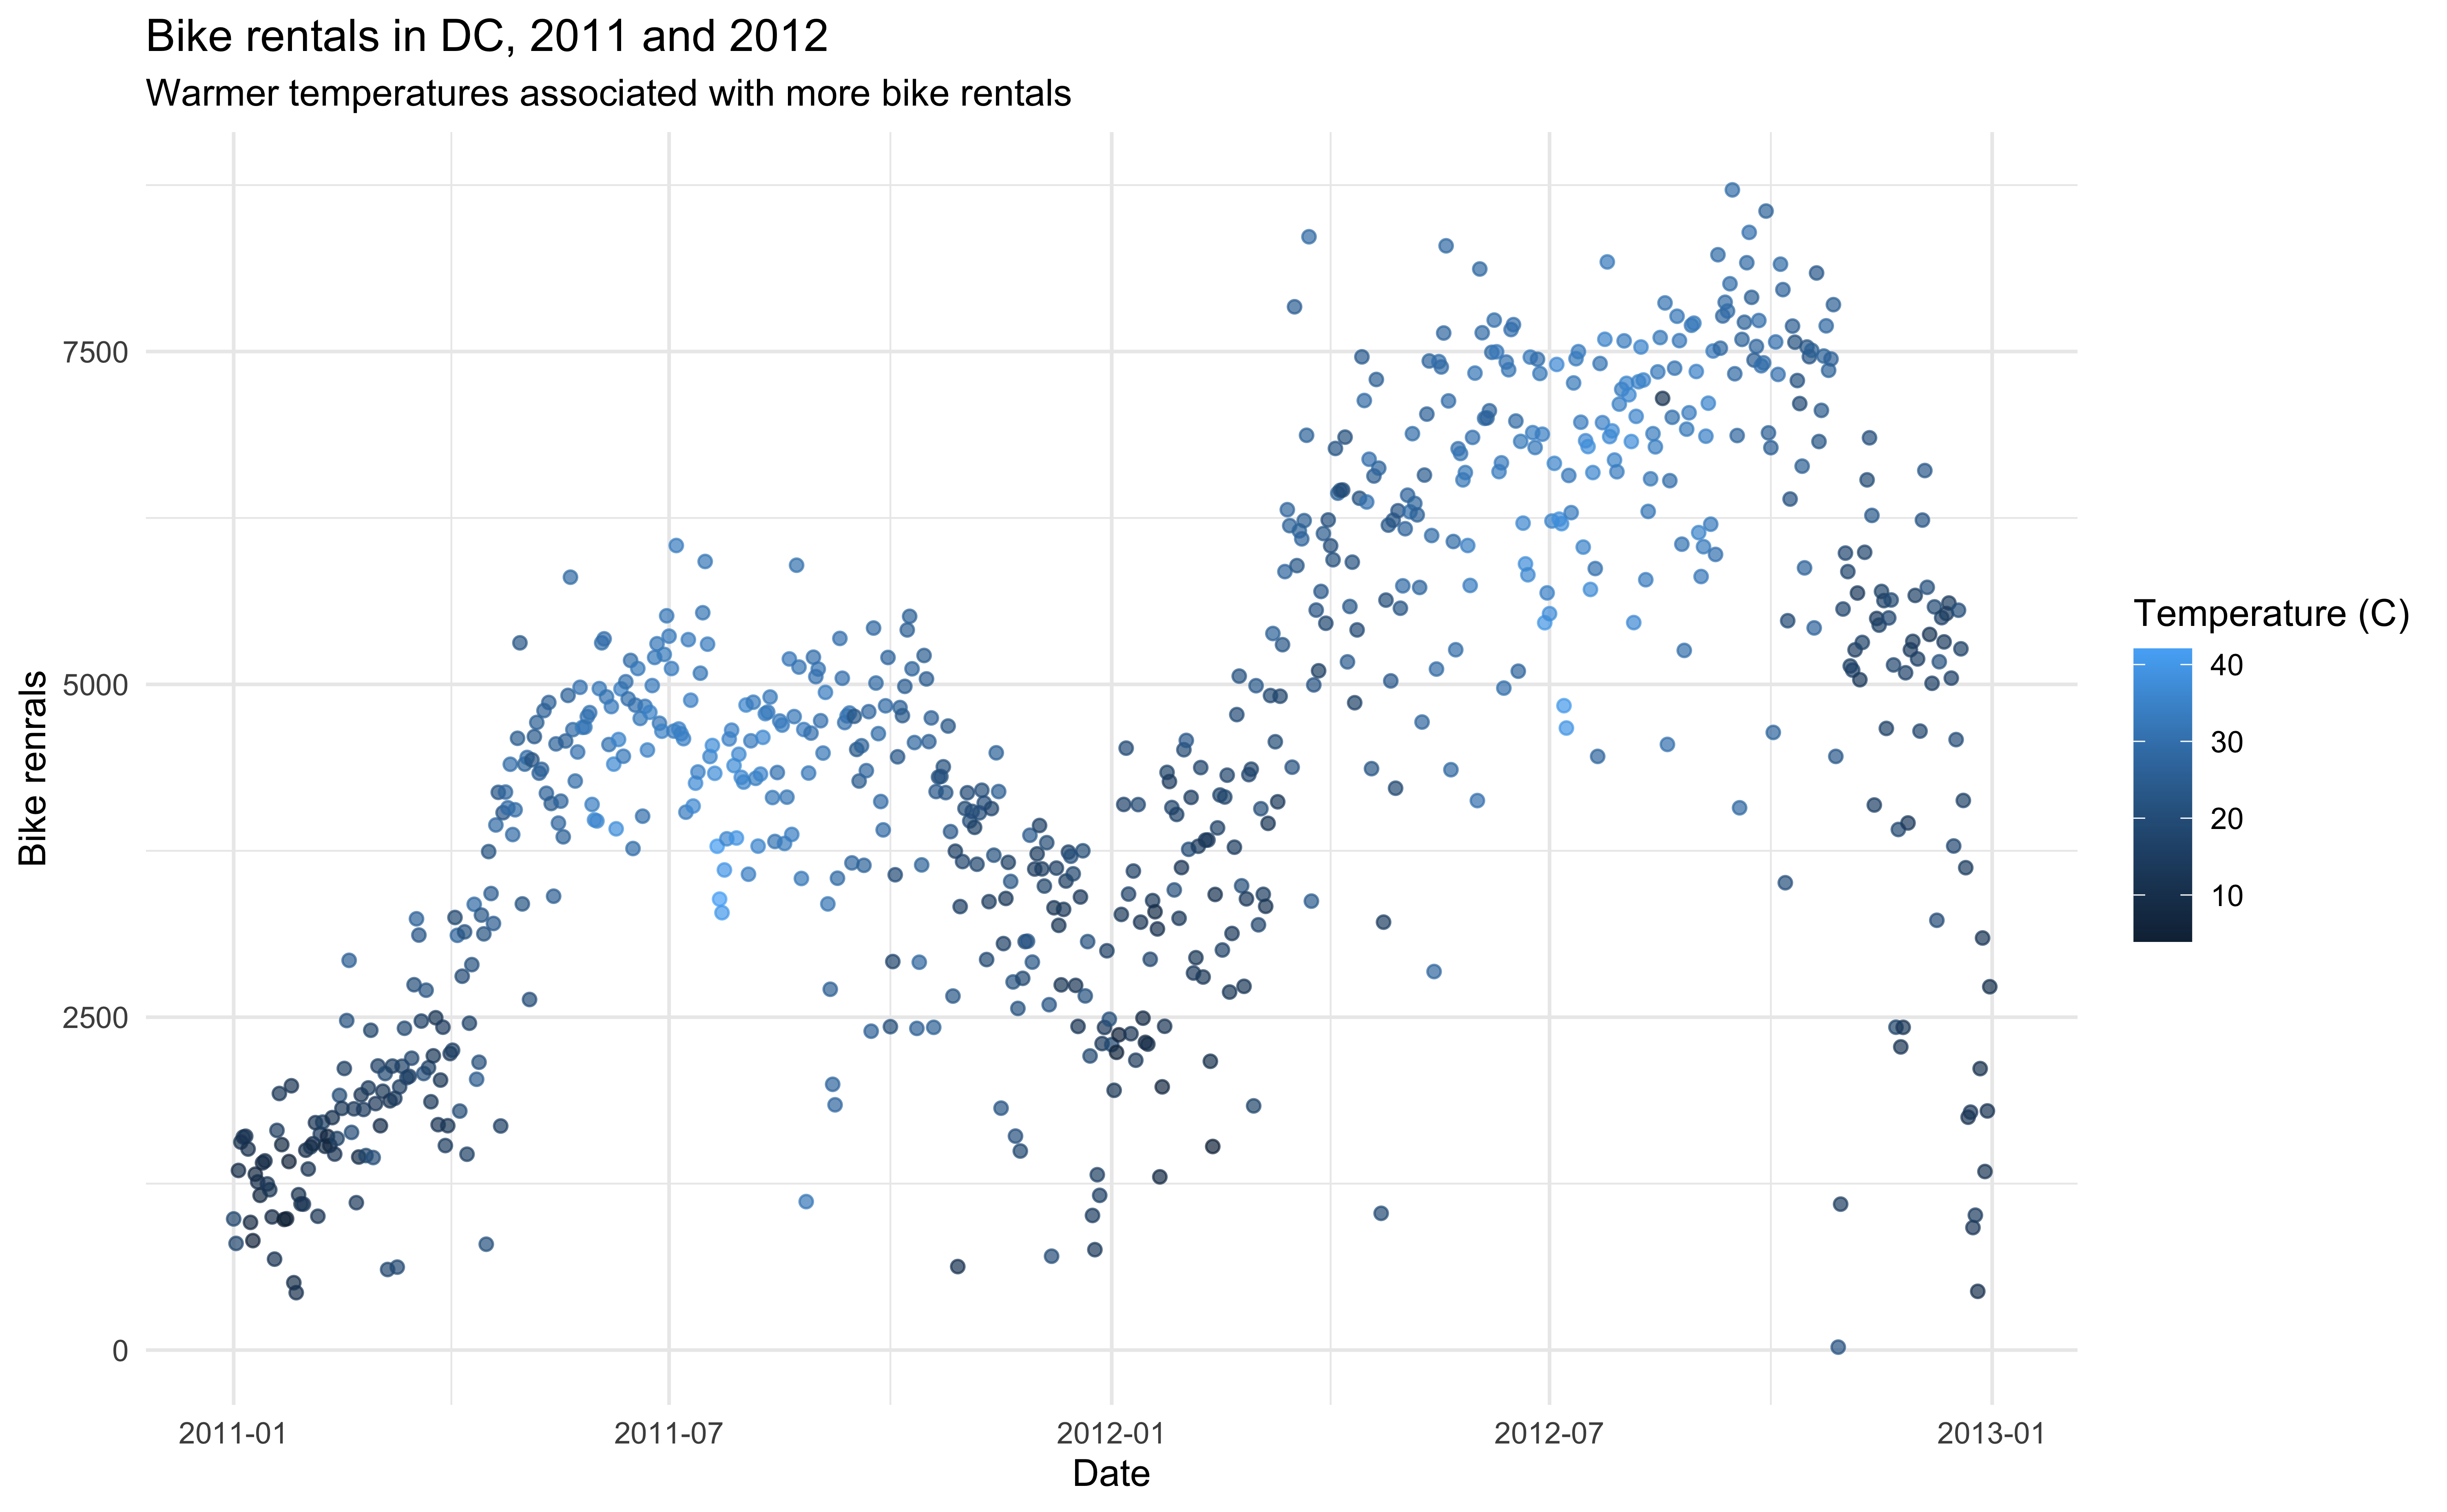 Bike rentals in DC, 2011 and 2012
Warmer temperatures associated with more bike rentals
Bike renrals
7500
5000
2500
0
2011-01
2011-07
2012-01
2012-07
2013-01
Date
Temperature (C)
40
30
20
10